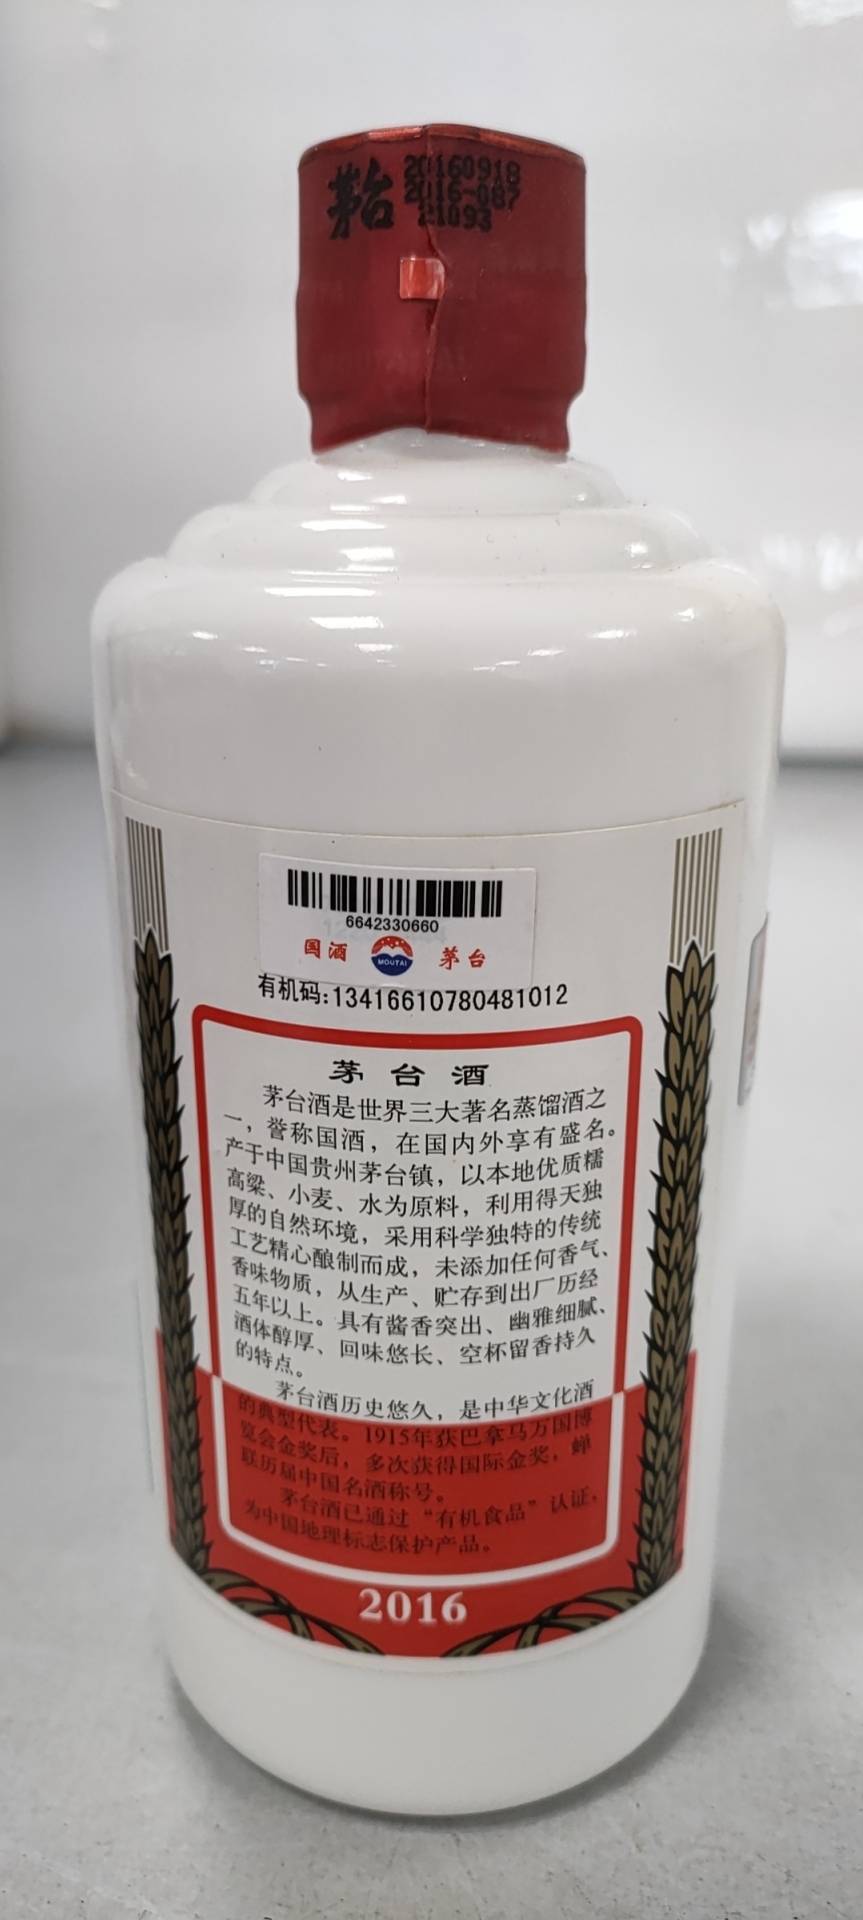 茅台
20160918
2016-087
21093
6642330660
国酒 MOUTAI 茅台
有机码:13416610780481012
茅台酒
茅台酒是世界三大著名蒸馏酒之
一，誉称国酒，在国内外享有盛名。
产于中国贵州茅台镇，以本地优质糯
高粱、小麦、水为原料，利用得天独
厚的自然环境，采用科学独特的传统
工艺精心酿制而成，未添加任何香气、
香味物质，从生产、贮存到出厂历经
五年以上。具有酱香突出、幽雅细腻、
酒体醇厚、回味悠长、空杯留香持久
的特点。
茅台酒历史悠久，是中华文化酒
的典型代表。1915年获巴拿马万国博
览会金奖后，多次获得国际金奖，蝉
联历届中国名酒称号。
茅台酒已通过“有机食品”认证，
为中国地理标志保护产品。
2016